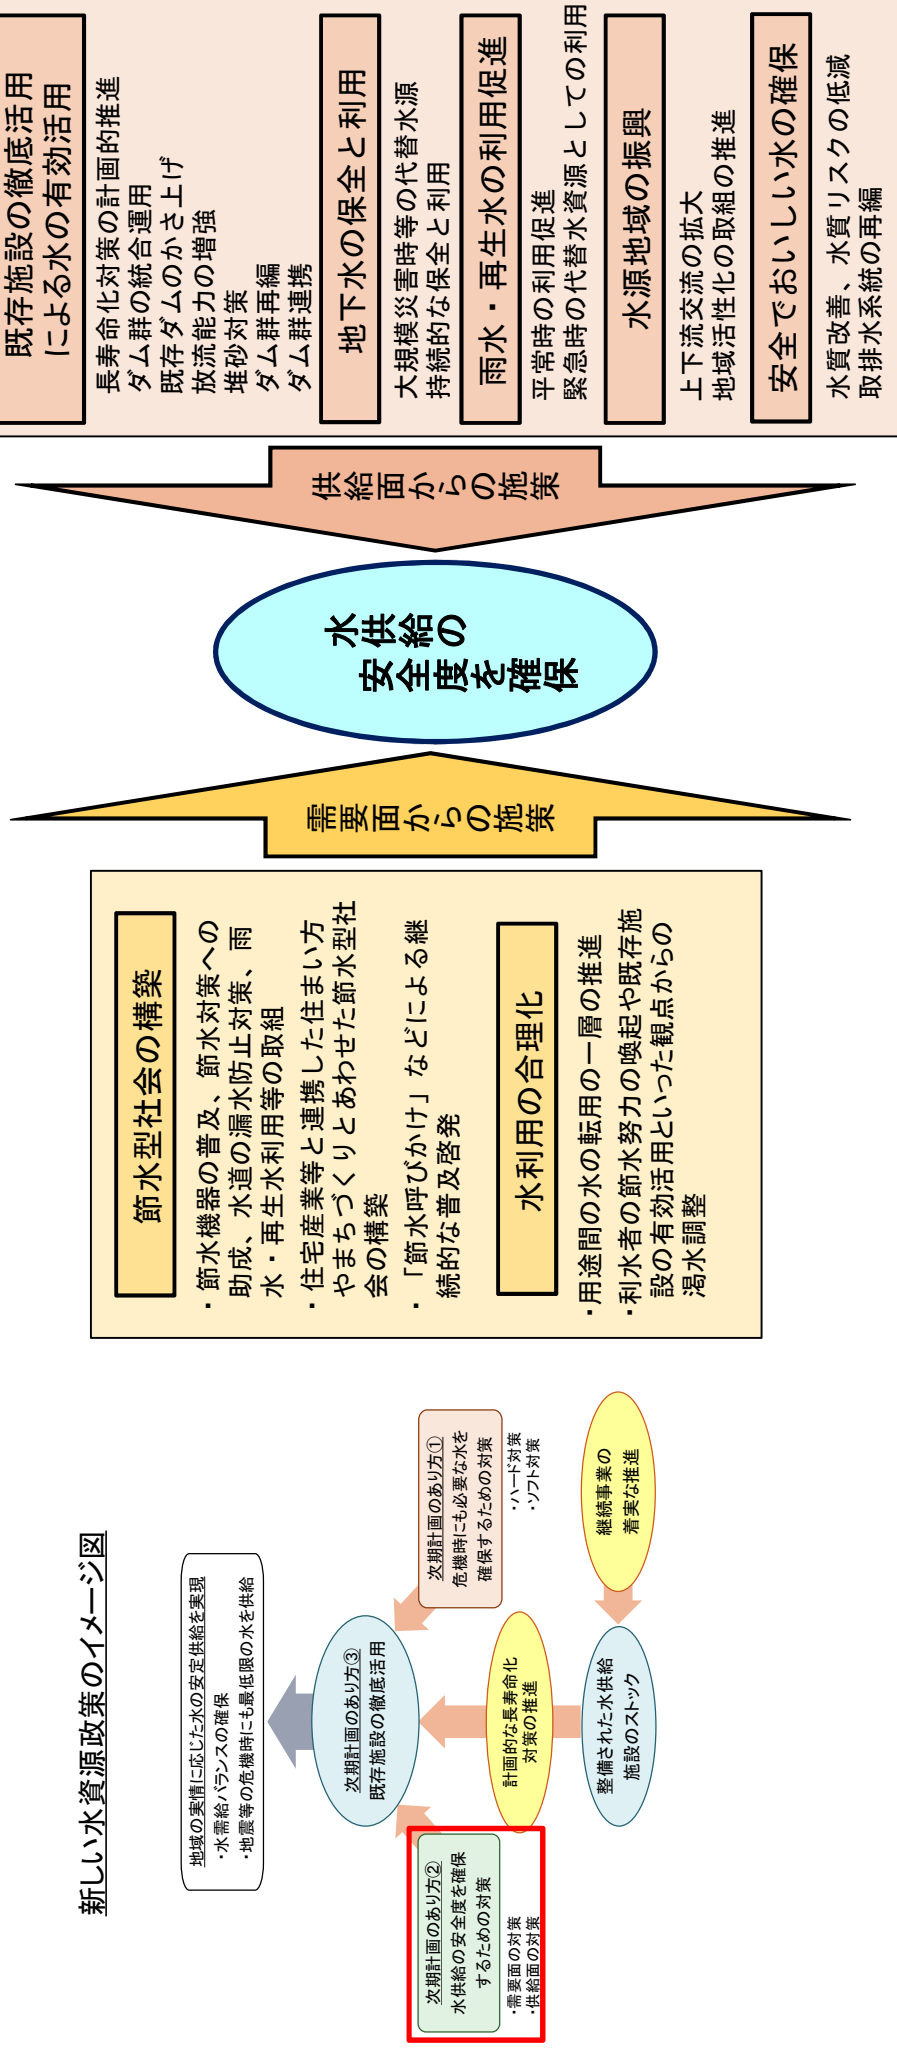 新しい水資源政策のイメージ図
地域の実情に応じた水の安定供給を実現
・水需給バランスの確保
・地震等の危機時にも最低限の水を供給
次期計画のあり方③
既存施設の徹底活用
次期計画のあり方②
水供給の安全度を確保
するための対策
・需要面の対策
・供給面の対策
計画的な長寿命化
対策の推進
次期計画のあり方①
危機時にも必要な水を
確保するための対策
・ハード対策
・ソフト対策
整備された水供給
施設のストック
継続事業の
着実な推進
節水型社会の構築
・節水機器の普及、節水対策への
助成、水道の漏水防止対策、雨
水・再生水利用等の取組
・住宅産業等と連携した住まい方
やまちづくりとあわせた節水型社
会の構築
・「節水呼びかけ」などによる継
続的な普及啓発
水利用の合理化
・用途間の水の転用の一層の推進
・利水者の節水努力の喚起や既存施
設の有効活用といった観点からの
渇水調整
需要面からの施策
水供給の
安全度を確保
供給面からの施策
既存施設の徹底活用
による水の有効活用
長寿命化対策の計画的推進
ダム群の統合運用
既存ダムのかさ上げ
放流能力の増強
堆砂対策
ダム群再編
ダム群連携
地下水の保全と利用
大規模災害時等の代替水源
持続的な保全と利用
雨水・再生水の利用促進
平常時の利用促進
緊急時の代替水資源としての利用
水源地域の振興
上下流交流の拡大
地域活性化の取組の推進
安全でおいしい水の確保
水質改善、水質リスクの低減
取排水系統の再編